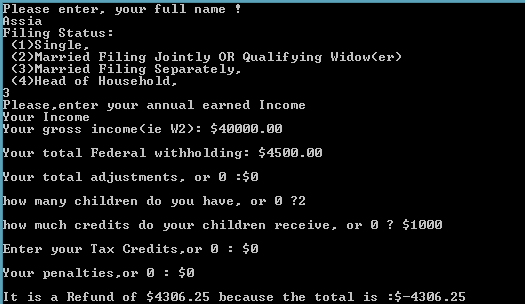 Please enter, your full name !
Assia
Filing Status:
(1)Single,
(2)Married Filing Jointly OR Qualifying Widow(er)
(3)Married Filing Separately,
(4)Head of Household,
3
Please,enter your annual earned Income
Your Income
Your gross income(ie W2): $40000.00
Your total Federal withholding: $4500.00
Your total adjustments, or 0 :$0
how many children do you have, or 0 ?2
how much credits do your children receive, or 0 ? $1000
Enter your Tax Credits,or 0 : $0
Your penalties,or 0 : $0
It is a Refund of $4306.25 because the total is :$-4306.25